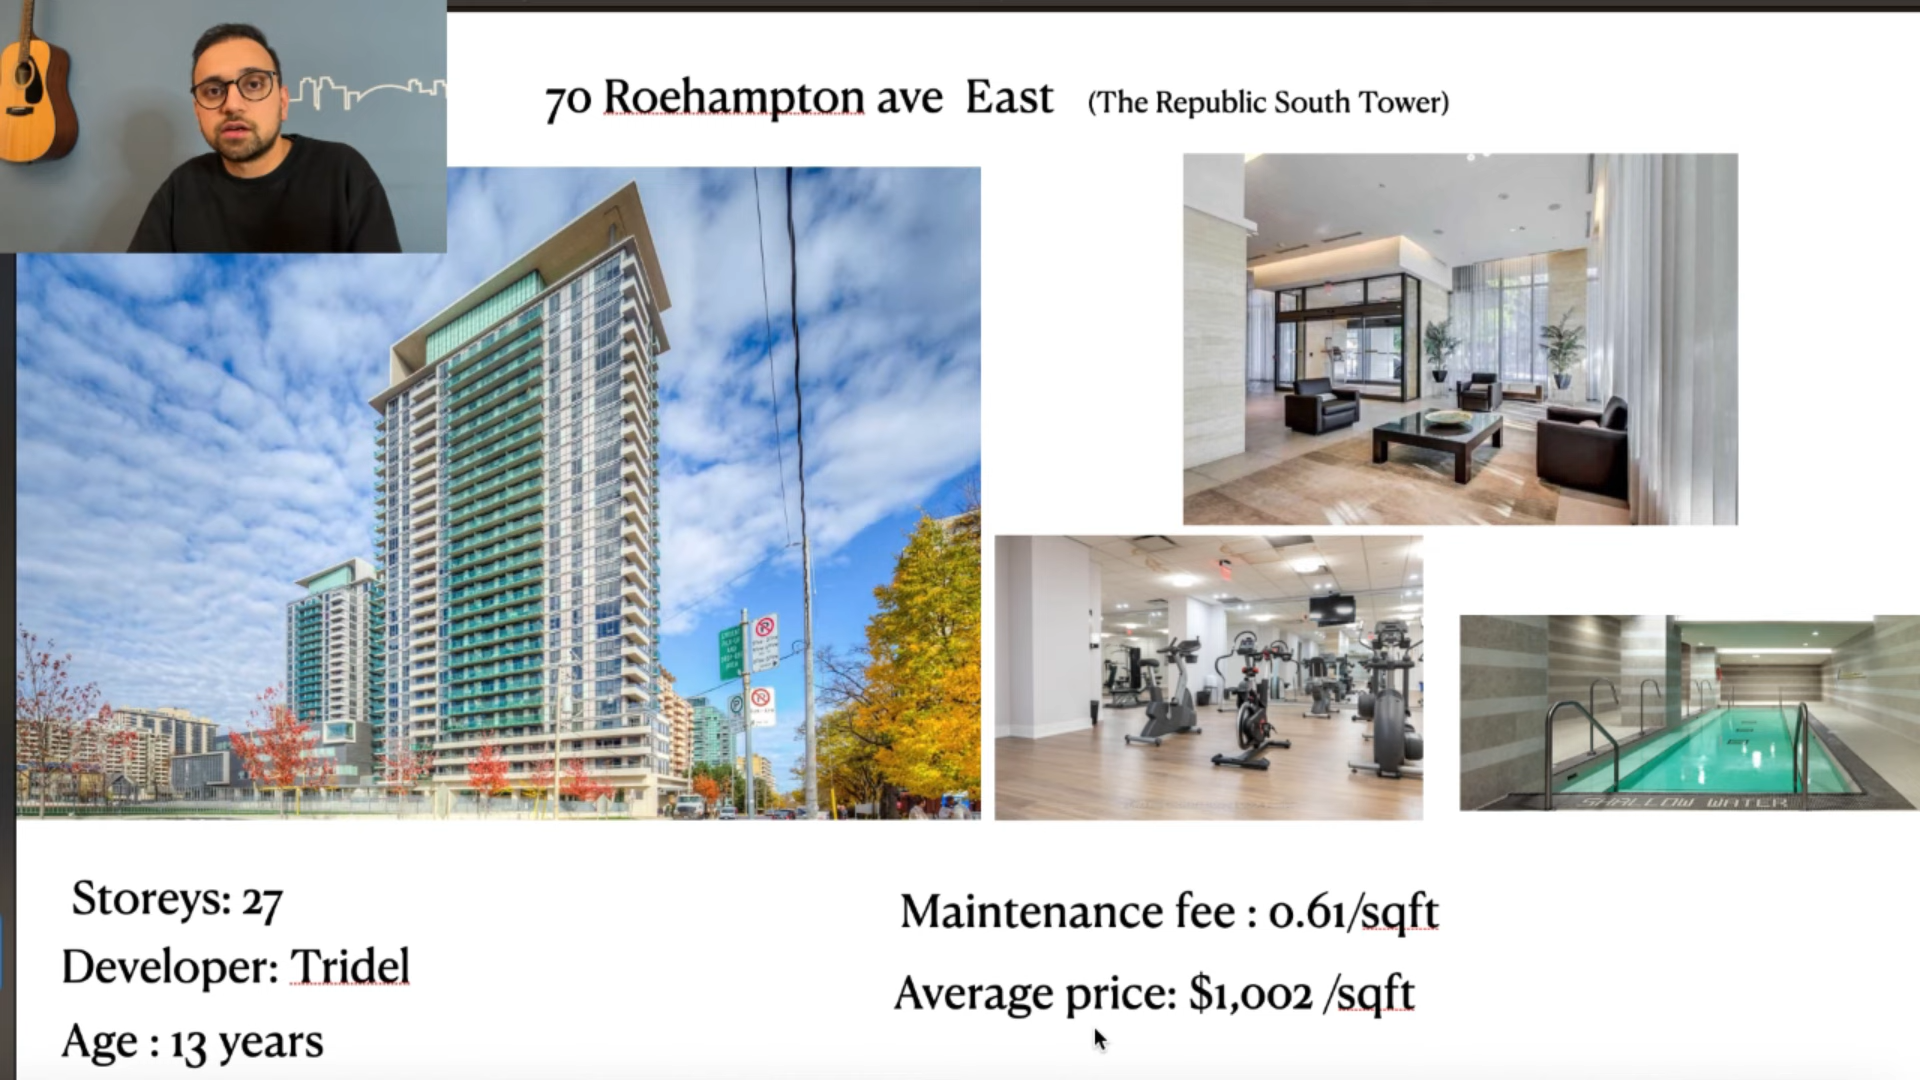 70 Roehampton ave East (The Republic South Tower)
SHALLOW WATER
Storeys: 27
Developer: Tridel
Age : 13 years
Maintenance fee : 0.61/sqft
Average price: $1,002 /sqft